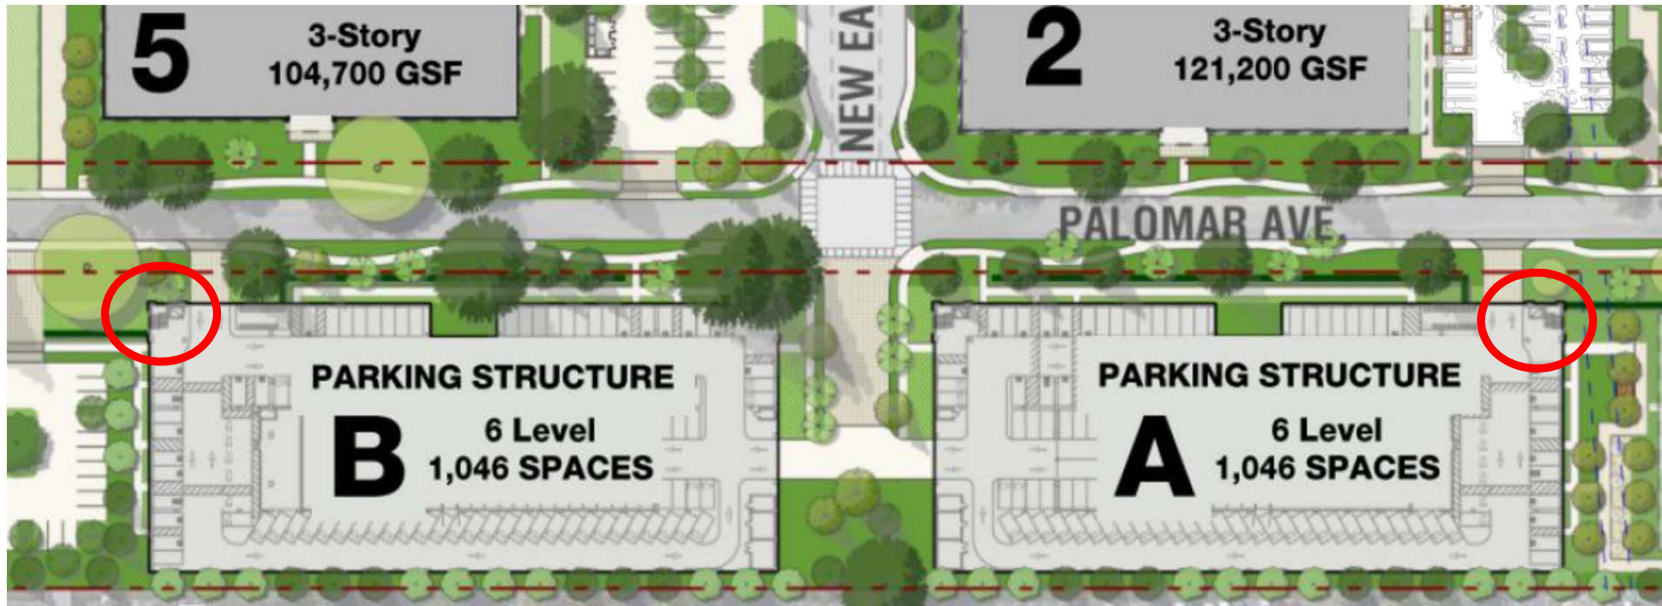 5
3-Story
104,700 GSF
NEW EA
2
3-Story
121,200 GSF
PALOMAR AVE.
PARKING STRUCTURE
B
6 Level
1,046 SPACES
PARKING STRUCTURE
A
6 Level
1,046 SPACES